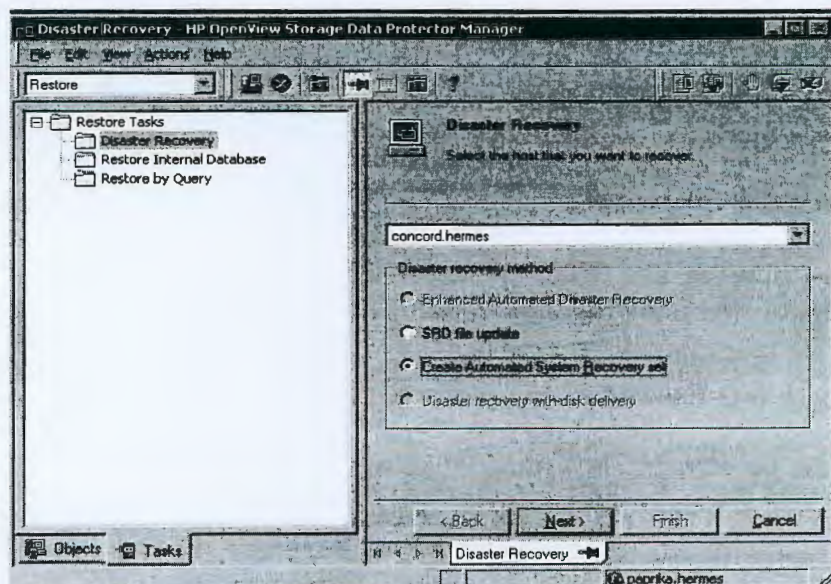 Disaster Recovery - HP OpenView Storage Data Protector Manager
File Edit View Actions Help
Restore
Restore Tasks
Disaster Recovery
Restore Internal Database
Restore by Query
Objects
Tasks
Disaster Recovery
Select the host that you want to recover.
concord.hermes
Disaster recovery method
Enhanced Automated Disaster Recovery
SRD file update
Create Automated System Recovery set
Disaster recovery with disk delivery
< Back
Next >
Finish
Cancel
Disaster Recovery
paprika.hermes